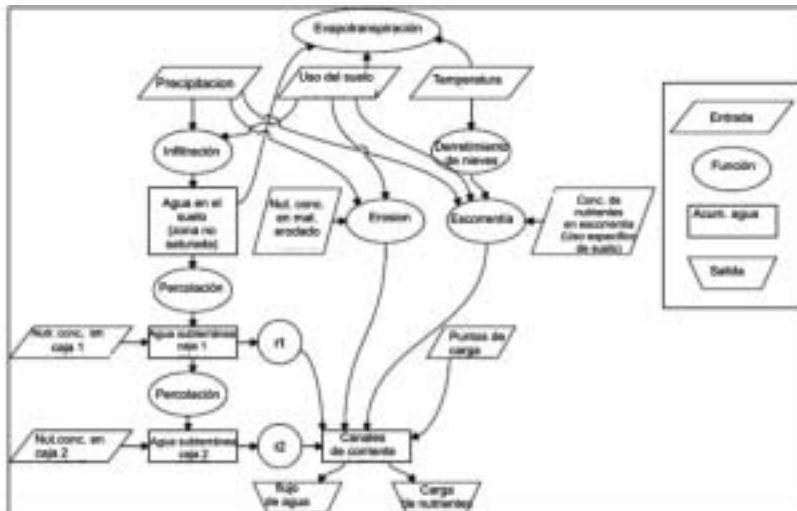 Evapotranspiración
Precipitacion
Uso del suelo
Temperatura
Infiltración
Derretimiento
de nieves
Agua en el
suelo
(zona no
saturada)
Nut. conc.
en mat.
erodado
Erosion
Escorrentía
Conc. de
nutrientes
en escorrentía
(Uso específico
de suelo)
Percolación
Nutr. conc. en
caja 1
Agua subterránea
caja 1
r1
Puntos de
carga
Percolación
Nut.conc. en
caja 2
Agua subterránea
caja 2
r2
Canales
de corriente
flujo
de agua
Carga
de nutrientes
Entrada
Función
Acum. agua
Salida